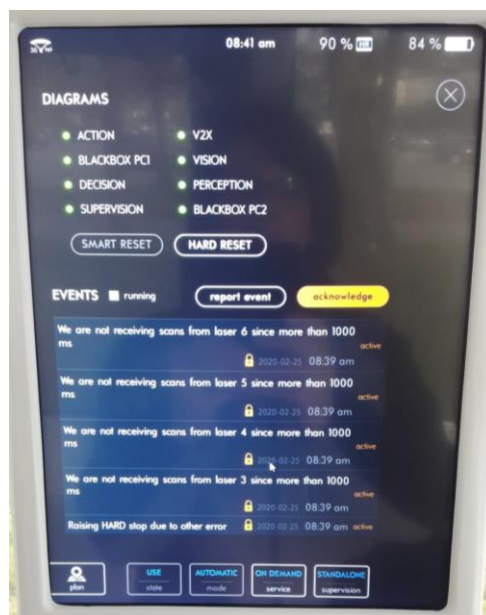 08:41 am 90 % 84 %
DIAGRAMS
ACTION V2X
BLACKBOX PC1 VISION
DECISION PERCEPTION
SUPERVISION BLACKBOX PC2
SMART RESET HARD RESET
EVENTS running report event acknowledge
We are not receiving scans from laser 6 since more than 1000
ms
active
2020-02-25 08:39 am
We are not receiving scans from laser 5 since more than 1000
ms
active
2020-02-25 08:39 am
We are not receiving scans from laser 4 since more than 1000
ms
active
2020-02-25 08:39 am
We are not receiving scans from laser 3 since more than 1000
ms
active
2020-02-25 08:39 am
Raising HARD stop due to other error 2020-02-25 08:39 am active
USE AUTOMATIC ON DEMAND STANDALONE
plan state mode service supervision